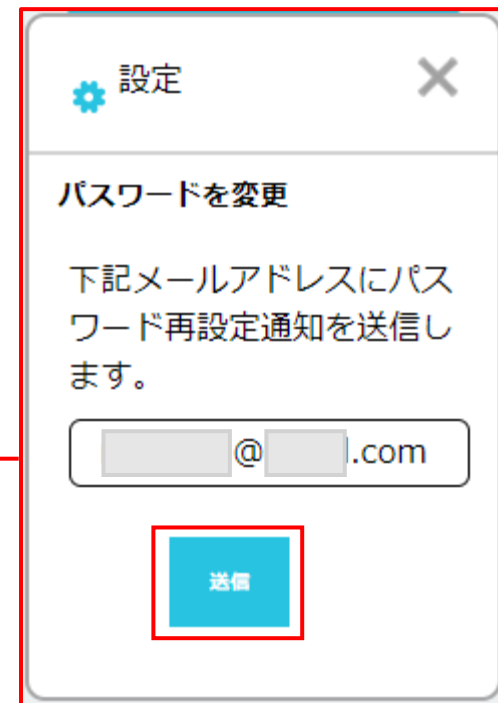 設定
パスワードを変更
下記メールアドレスにパス
ワード再設定通知を送信し
ます。
@ .com
送信